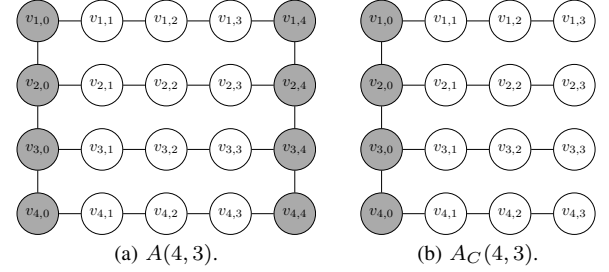 v1,0 v1,1 v1,2 v1,3 v1,4 v1,0 v1,1 v1,2 v1,3
v2,0 v2,1 v2,2 v2,3 v2,4 v2,0 v2,1 v2,2 v2,3
v3,0 v3,1 v3,2 v3,3 v3,4 v3,0 v3,1 v3,2 v3,3
v4,0 v4,1 v4,2 v4,3 v4,4 v4,0 v4,1 v4,2 v4,3
(a) A(4, 3). (b) A_C(4, 3).